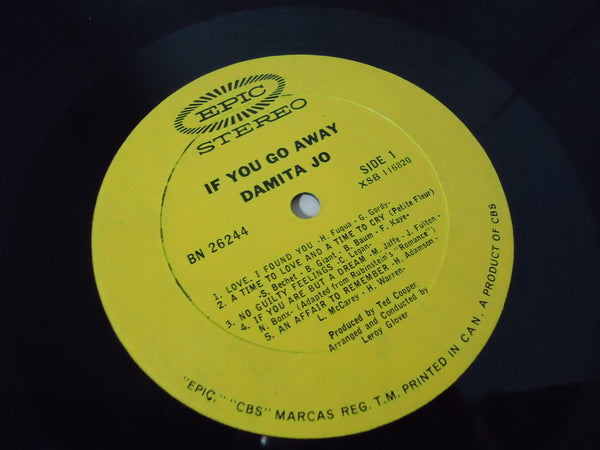 EPIC
STEREO
IF YOU GO AWAY
DAMITA JO
BN 26244
SIDE 1
XSB 116820
1. LOVE, I FOUND YOU -H. Fuqua - G. Gordy-
2. A TIME TO LOVE AND A TIME TO CRY (Petite Fleur)
-S. Bechet - B. Giant - B. Baum - F. Kaye-
3. NO GUILTY FEELINGS -C. Legan-
4. IF YOU ARE BUT A DREAM -M. Jaffe - J. Fulton -
N. Bonx- (Adapted from Rubinstein's "Romance")
5. AN AFFAIR TO REMEMBER -H. Adamson-
L. McCarey - H. Warren-
Produced by Ted Cooper
Arranged and Conducted by
Leroy Glover
"EPIC," "CBS" MARCAS REG. T.M. PRINTED IN CAN. A PRODUCT OF CBS